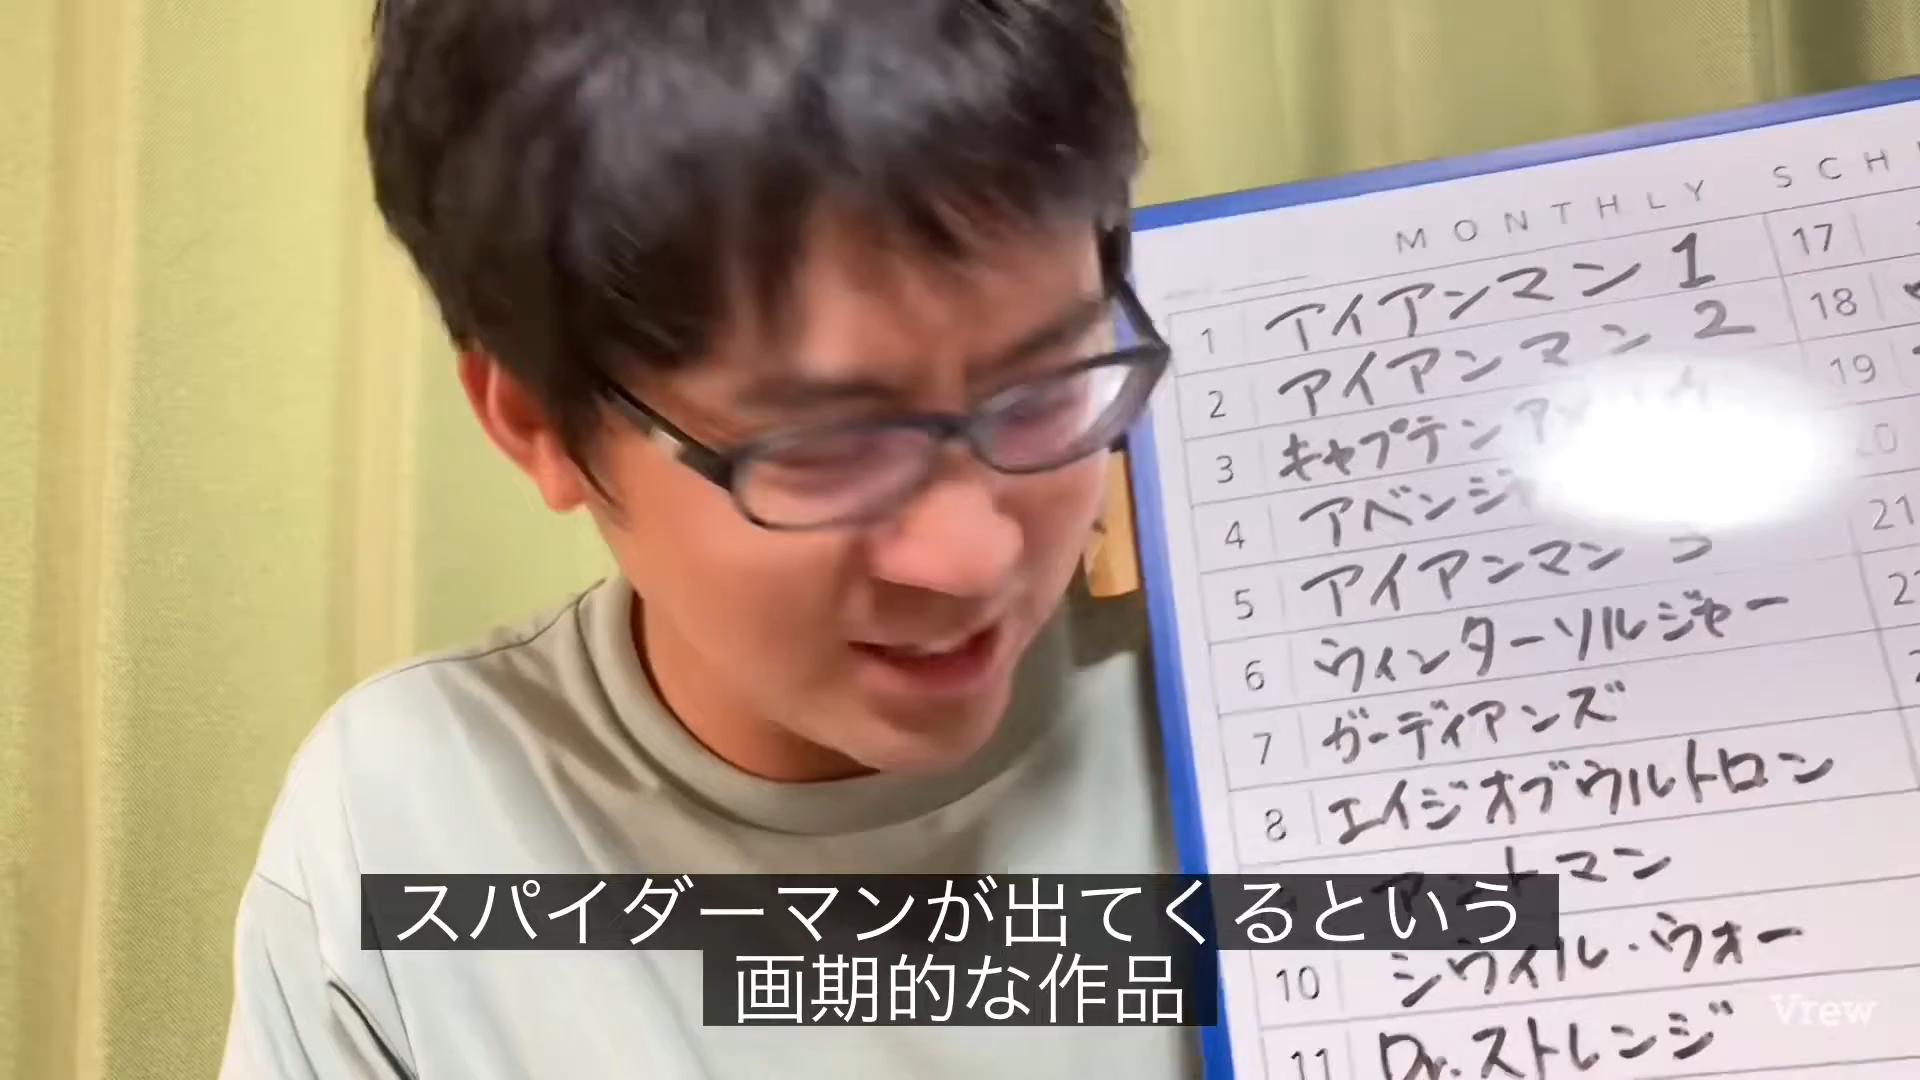 MONTHLY
1 アイアンマン 1
2 アイアンマン 2
3 キャプテン
4
5 アイアンマン
6 ウィンターソルジャー
7 ガーディアンズ
8 エイジオブウルトロン
アントマン
10 シヴィル・ウォー
11 Dr.ストレンジ
17
18
19
20
21
スパイダーマンが出てくるという
画期的な作品
Vrew